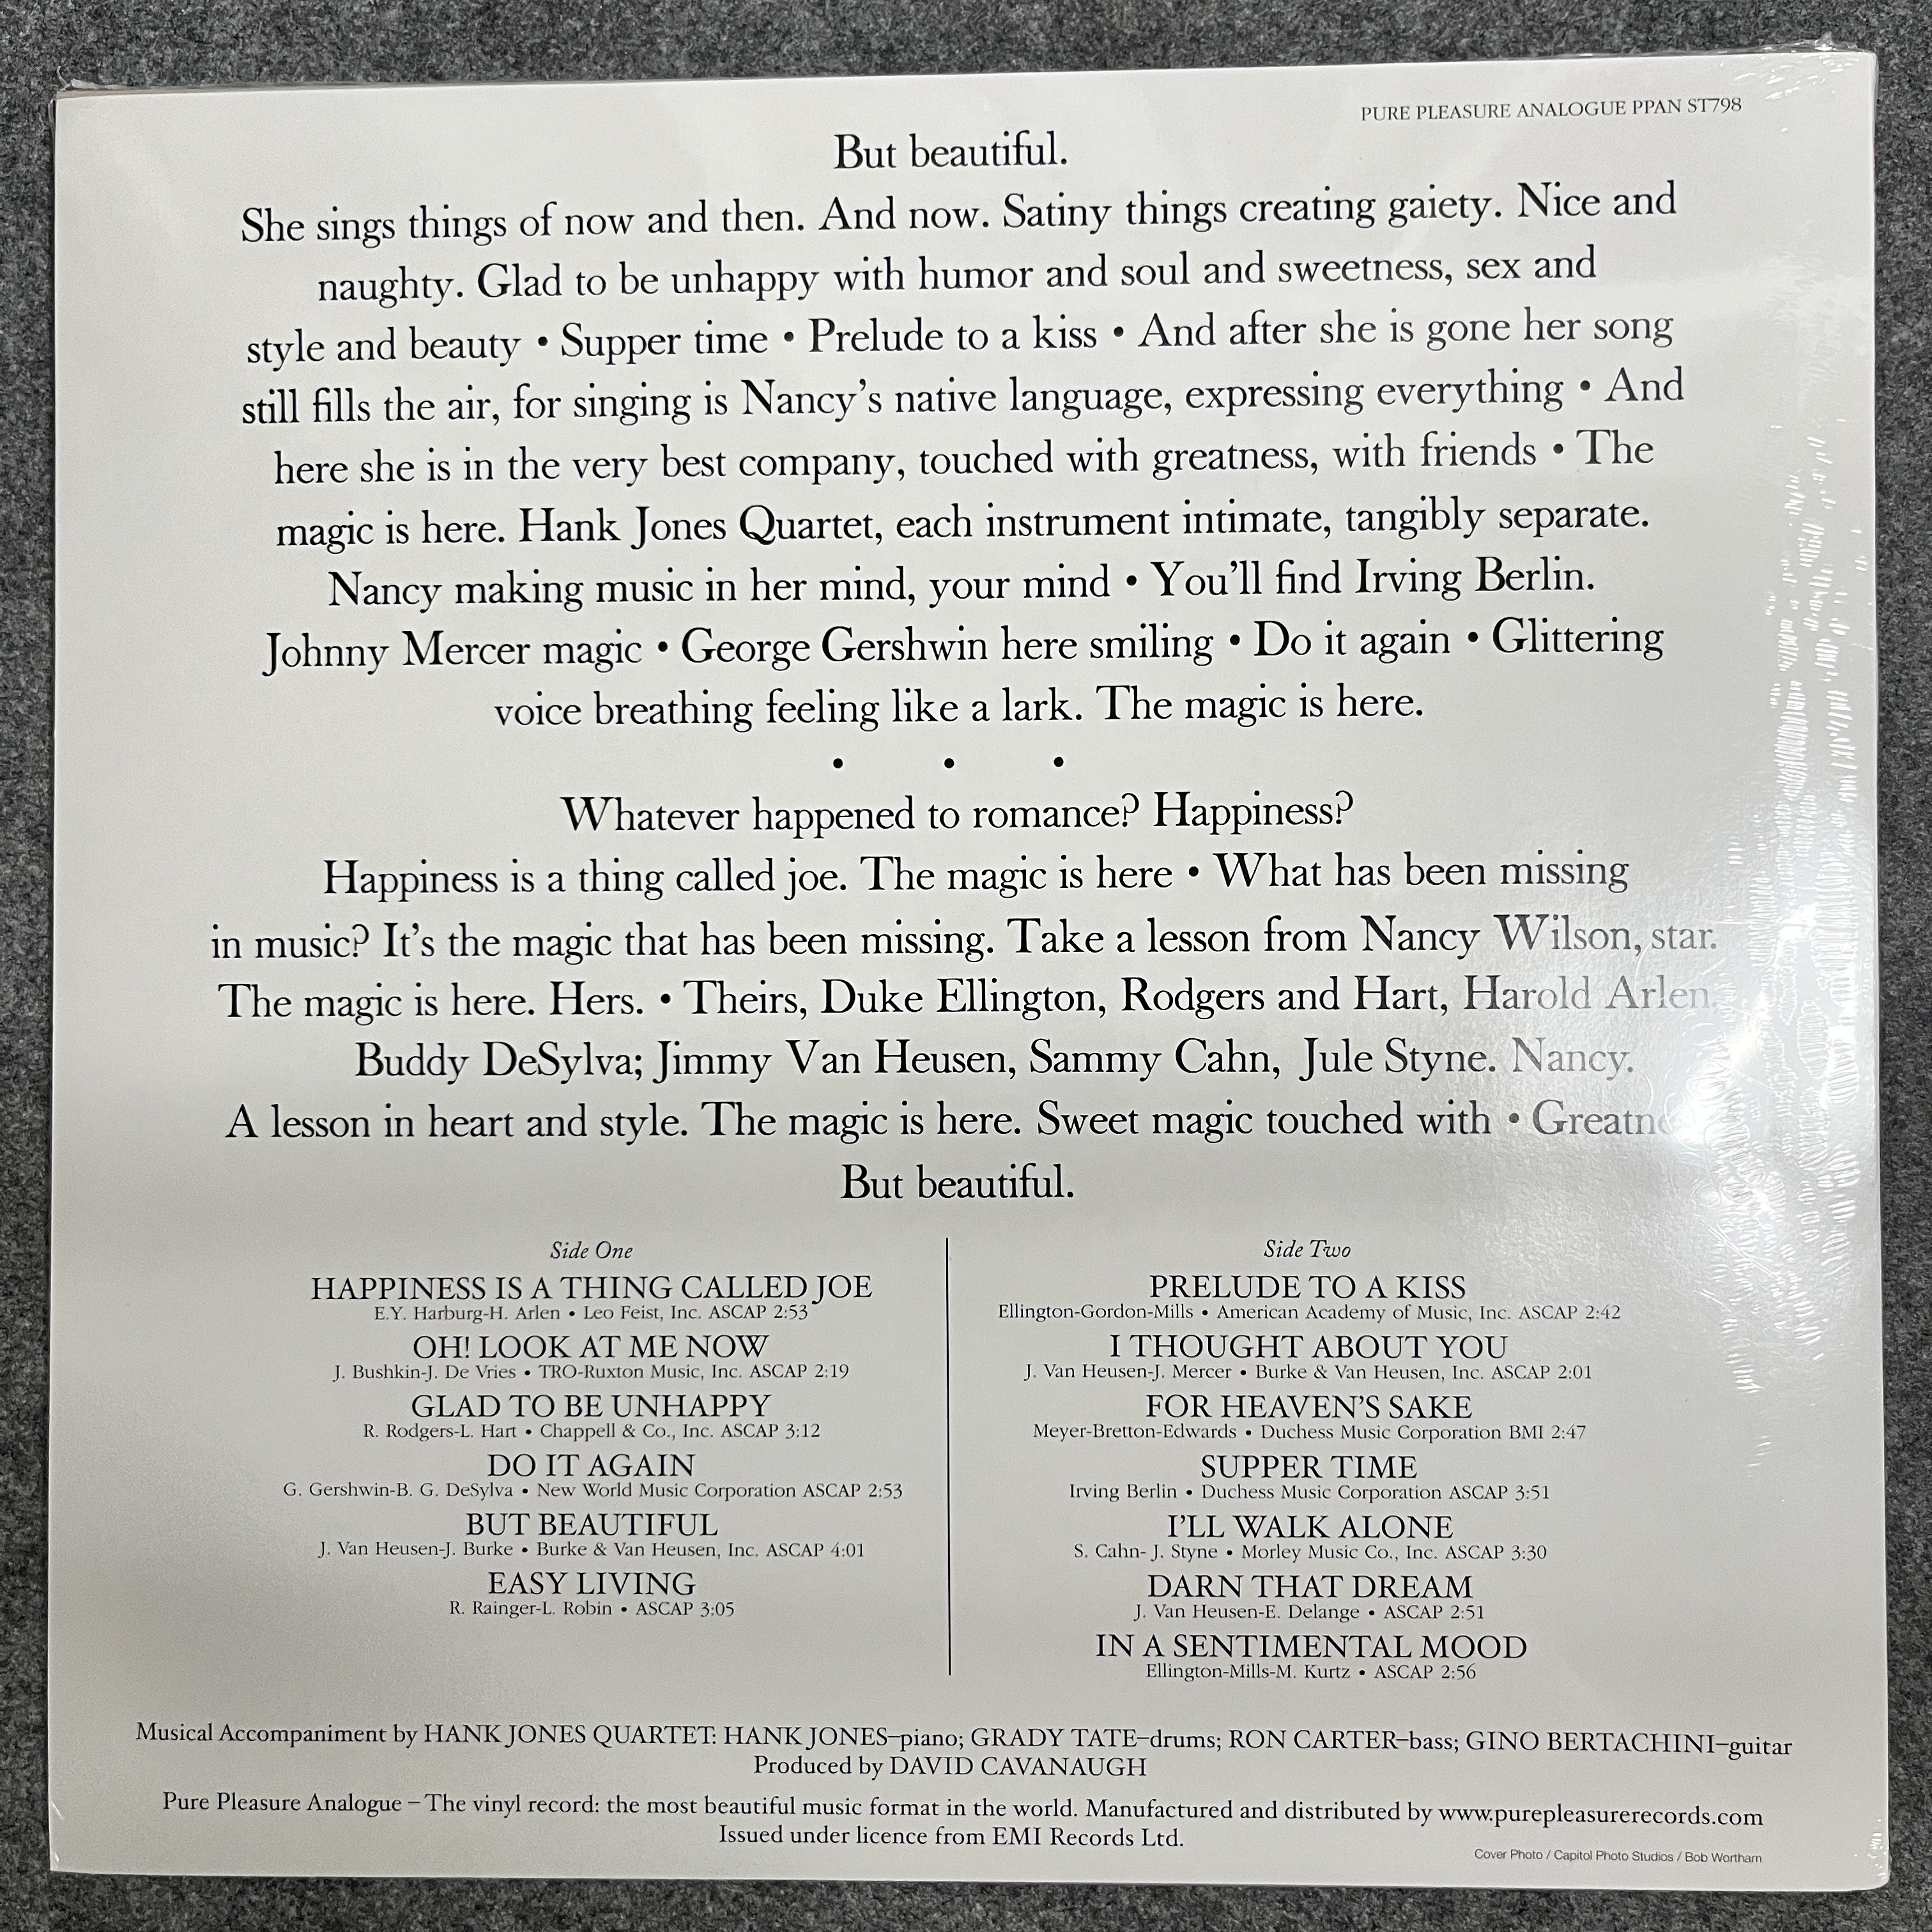 PURE PLEASURE ANALOGUE PPAN ST798
But beautiful.
She sings things of now and then. And now. Satiny things creating gaiety. Nice and
naughty. Glad to be unhappy with humor and soul and sweetness, sex and
style and beauty • Supper time • Prelude to a kiss • And after she is gone her song
still fills the air, for singing is Nancy's native language, expressing everything • And
here she is in the very best company, touched with greatness, with friends • The
magic is here. Hank Jones Quartet, each instrument intimate, tangibly separate.
Nancy making music in her mind, your mind • You'll find Irving Berlin.
Johnny Mercer magic • George Gershwin here smiling • Do it again • Glittering
voice breathing feeling like a lark. The magic is here.
• • •
Whatever happened to romance? Happiness?
Happiness is a thing called joe. The magic is here • What has been missing
in music? It's the magic that has been missing. Take a lesson from Nancy Wilson, star.
The magic is here. Hers. • Theirs, Duke Ellington, Rodgers and Hart, Harold Arlen,
Buddy DeSylva; Jimmy Van Heusen, Sammy Cahn, Jule Styne. Nancy.
A lesson in heart and style. The magic is here. Sweet magic touched with •
But beautiful.
Side One
HAPPINESS IS A THING CALLED JOE
E.Y. Harburg-H. Arlen • Leo Feist, Inc. ASCAP 2:53
OH! LOOK AT ME NOW
J. Bushkin-J. De Vries • TRO-Ruxton Music, Inc. ASCAP 2:19
GLAD TO BE UNHAPPY
R. Rodgers-L. Hart • Chappell & Co., Inc. ASCAP 3:12
DO IT AGAIN
G. Gershwin-B. G. DeSylva • New World Music Corporation ASCAP 2:53
BUT BEAUTIFUL
J. Van Heusen-J. Burke • Burke & Van Heusen, Inc. ASCAP 4:01
EASY LIVING
R. Rainger-L. Robin • ASCAP 3:05
Side Two
PRELUDE TO A KISS
Ellington-Gordon-Mills • American Academy of Music, Inc. ASCAP 2:42
I THOUGHT ABOUT YOU
J. Van Heusen-J. Mercer • Burke & Van Heusen, Inc. ASCAP 2:01
FOR HEAVEN'S SAKE
Meyer-Bretton-Edwards • Duchess Music Corporation BMI 2:47
SUPPER TIME
Irving Berlin • Duchess Music Corporation ASCAP 3:51
I'LL WALK ALONE
S. Cahn- J. Styne • Morley Music Co., Inc. ASCAP 3:30
DARN THAT DREAM
J. Van Heusen-E. Delange • ASCAP 2:51
IN A SENTIMENTAL MOOD
Ellington-Mills-M. Kurtz • ASCAP 2:56
Musical Accompaniment by HANK JONES QUARTET: HANK JONES–piano; GRADY TATE–drums; RON CARTER–bass; GINO BERTACHINI–guitar
Produced by DAVID CAVANAUGH
Pure Pleasure Analogue – The vinyl record: the most beautiful music format in the world. Manufactured and distributed by www.purepleasurerecords.com
Issued under licence from EMI Records Ltd.
Cover Photo / Capitol Photo Studios / Bob Wortham